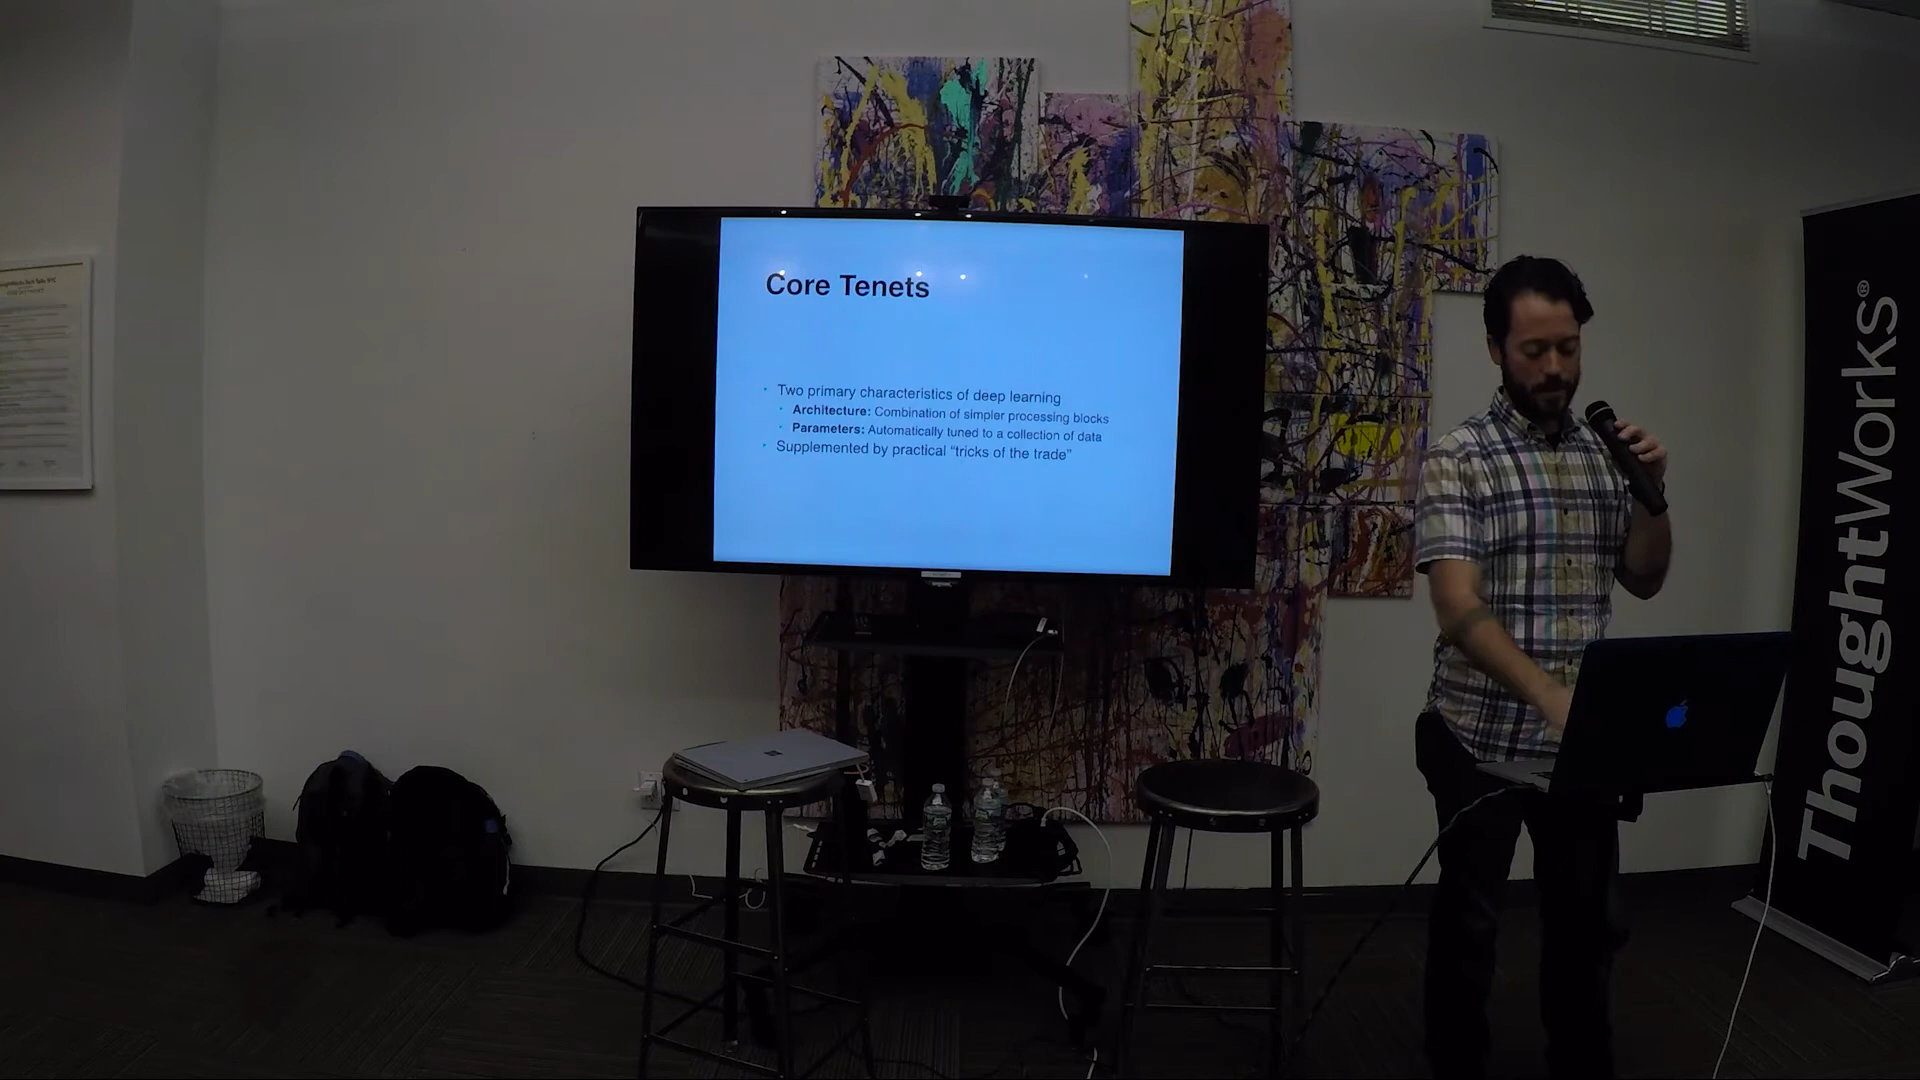 Core Tenets
Two primary characteristics of deep learning
Architecture: Combination of simpler processing blocks
Parameters: Automatically tuned to a collection of data
Supplemented by practical “tricks of the trade”
ThoughtWorks®